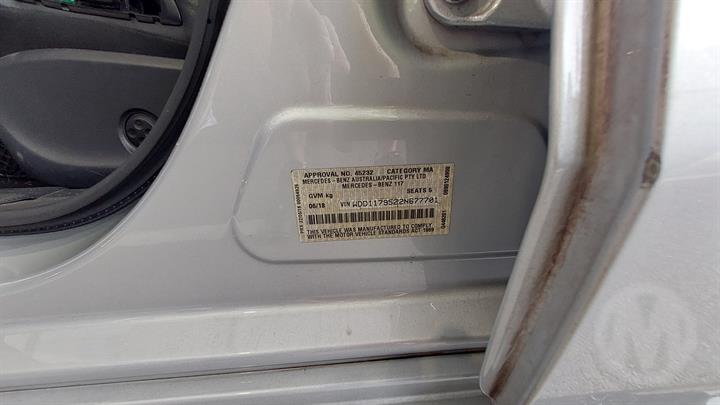 APPROVAL NO. 45232 CATEGORY MA
MERCEDES - BENZ AUSTRALIA/PACIFIC PTY LTD
MERCEDES - BENZ 117
GVM kg SEATS 5
06/18 VIN WDD1179522N677701
THIS VEHICLE WAS MANUFACTURED TO COMPLY
WITH THE MOTOR VEHICLE STANDARDS ACT 1989
M